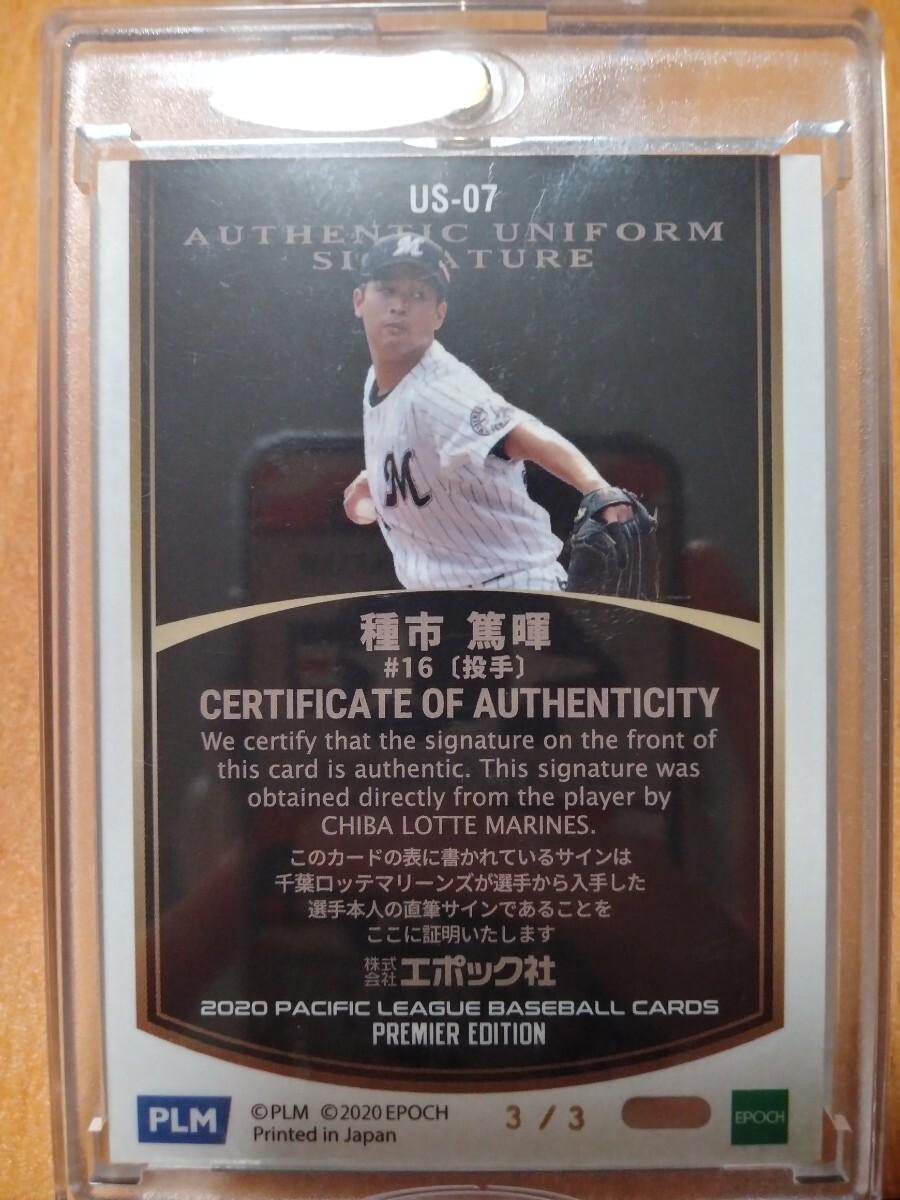 US-07
AUTHENTIC UNIFORM
SIGNATURE
M
M
種市 篤暉
#16〔投手〕
CERTIFICATE OF AUTHENTICITY
We certify that the signature on the front of
this card is authentic. This signature was
obtained directly from the player by
CHIBA LOTTE MARINES.
このカードの表に書かれているサインは
千葉ロッテマリーンズが選手から入手した
選手本人の直筆サインであることを
ここに証明いたします
株式会社エポック社
2020 PACIFIC LEAGUE BASEBALL CARDS
PREMIER EDITION
PLM
©PLM ©2020 EPOCH
Printed in Japan
3 / 3
EPOCH